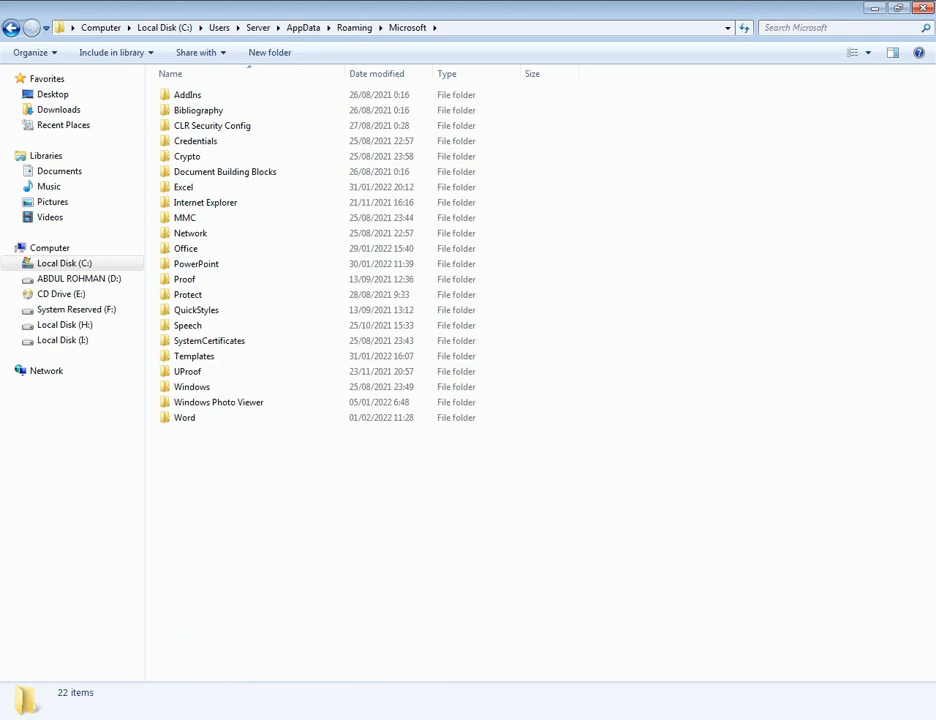 Computer Local Disk (C:) Users Server AppData Roaming Microsoft Search Microsoft
Organize Include in library Share with New folder
Favorites
Desktop
Downloads
Recent Places
Libraries
Documents
Music
Pictures
Videos
Computer
Local Disk (C:)
ABDUL ROHMAN (D:)
CD Drive (E:)
System Reserved (F:)
Local Disk (H:)
Local Disk (I:)
Network
Name Date modified Type Size
AddIns 26/08/2021 0:16 File folder
Bibliography 26/08/2021 0:16 File folder
CLR Security Config 27/08/2021 0:28 File folder
Credentials 25/08/2021 22:57 File folder
Crypto 25/08/2021 23:58 File folder
Document Building Blocks 26/08/2021 0:16 File folder
Excel 31/01/2022 20:12 File folder
Internet Explorer 21/11/2021 16:16 File folder
MMC 25/08/2021 23:44 File folder
Network 25/08/2021 22:57 File folder
Office 29/01/2022 15:40 File folder
PowerPoint 30/01/2022 11:39 File folder
Proof 13/09/2021 12:36 File folder
Protect 28/08/2021 9:33 File folder
QuickStyles 13/09/2021 13:12 File folder
Speech 25/10/2021 15:33 File folder
SystemCertificates 25/08/2021 23:43 File folder
Templates 31/01/2022 16:07 File folder
UProof 23/11/2021 20:57 File folder
Windows 25/08/2021 23:49 File folder
Windows Photo Viewer 05/01/2022 6:48 File folder
Word 01/02/2022 11:28 File folder
22 items